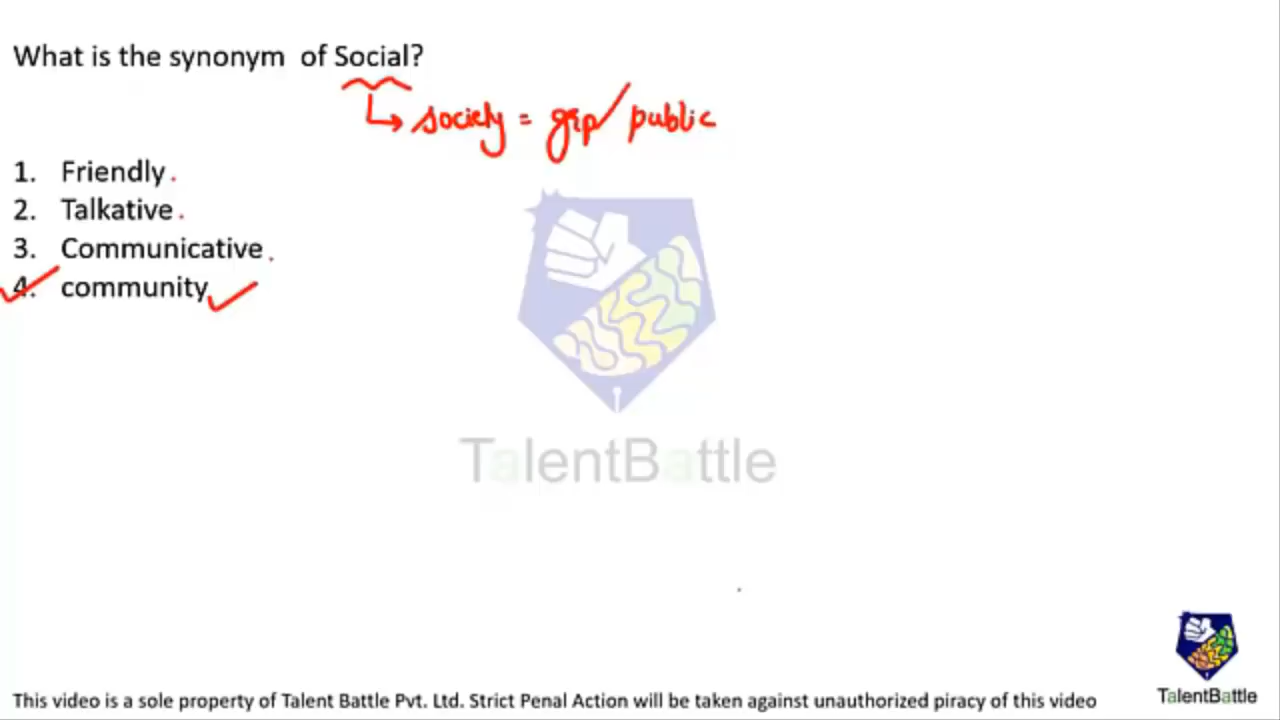 What is the synonym of Social?
society = grp / public
1. Friendly
2. Talkative
3. Communicative
4. community
TalentBattle
TalentBattle
This video is a sole property of Talent Battle Pvt. Ltd. Strict Penal Action will be taken against unauthorized piracy of this video